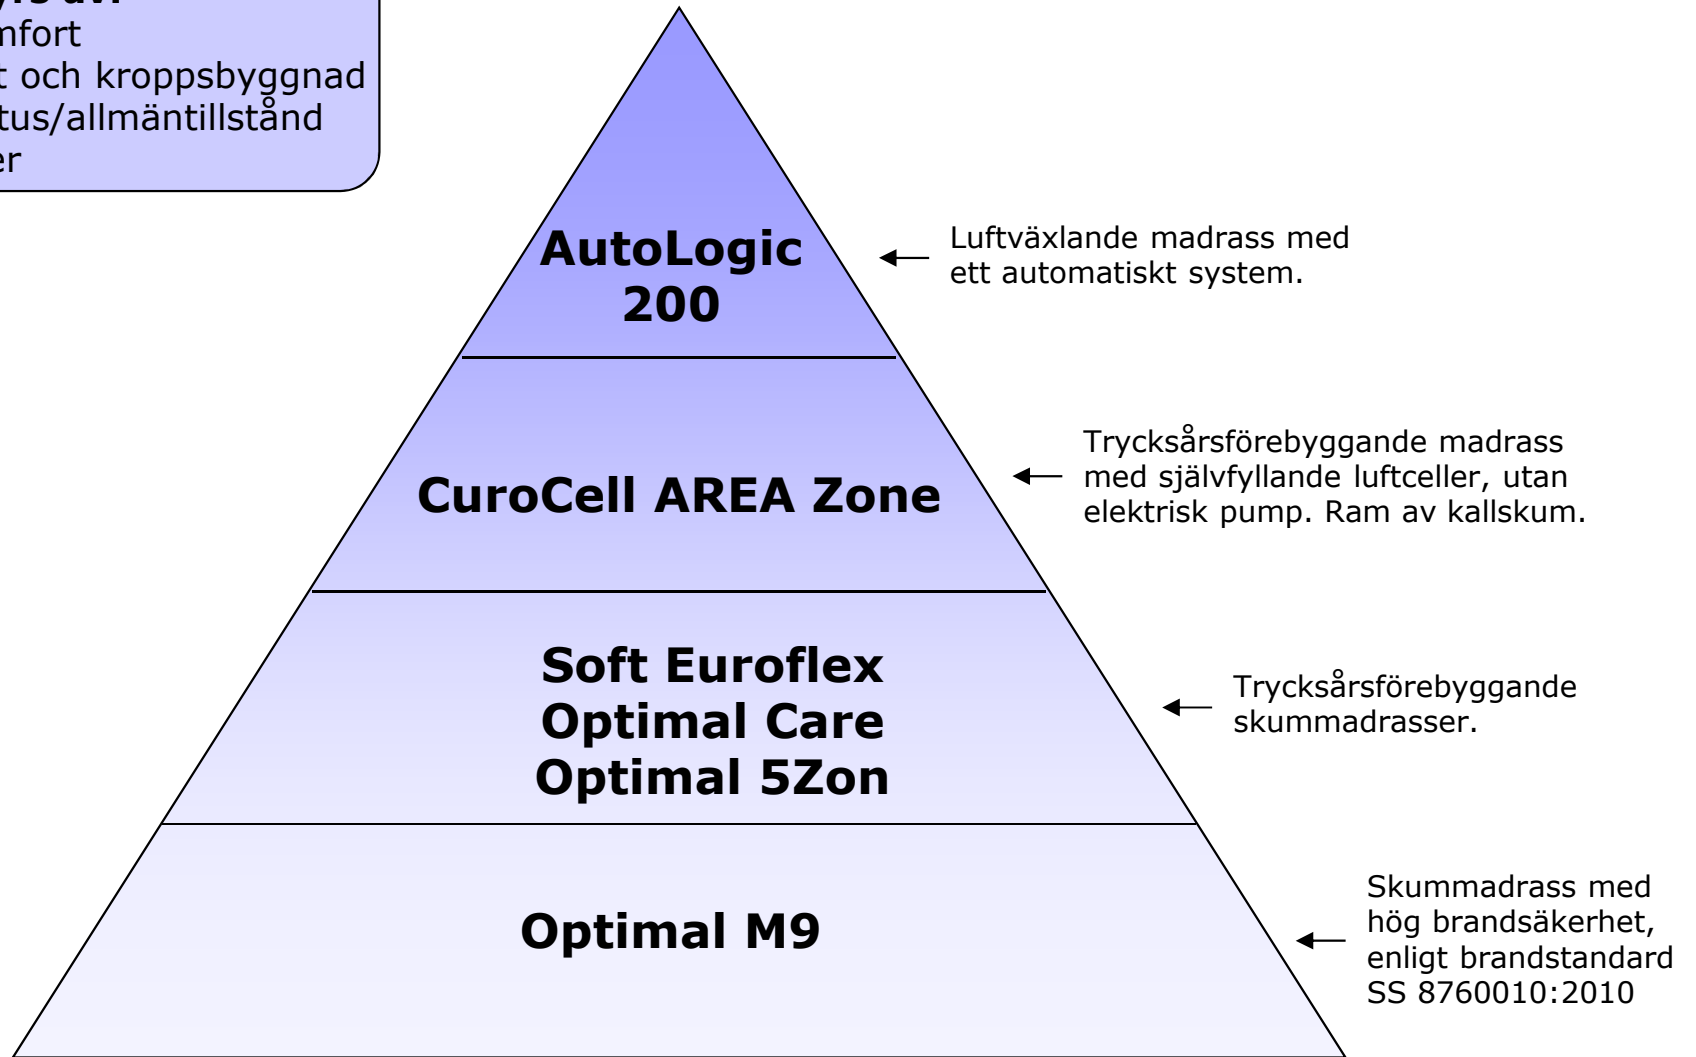 mfort
t och kroppsbyggnad
tus/allmäntillstånd
er
AutoLogic
200
Luftväxlande madrass med
ett automatiskt system.
CuroCell AREA Zone
Trycksårsförebyggande madrass
med självfyllande luftceller, utan
elektrisk pump. Ram av kallskum.
Soft Euroflex
Optimal Care
Optimal 5Zon
Trycksårsförebyggande
skummadrasser.
Optimal M9
Skummadrass med
hög brandsäkerhet,
enligt brandstandard
SS 8760010:2010